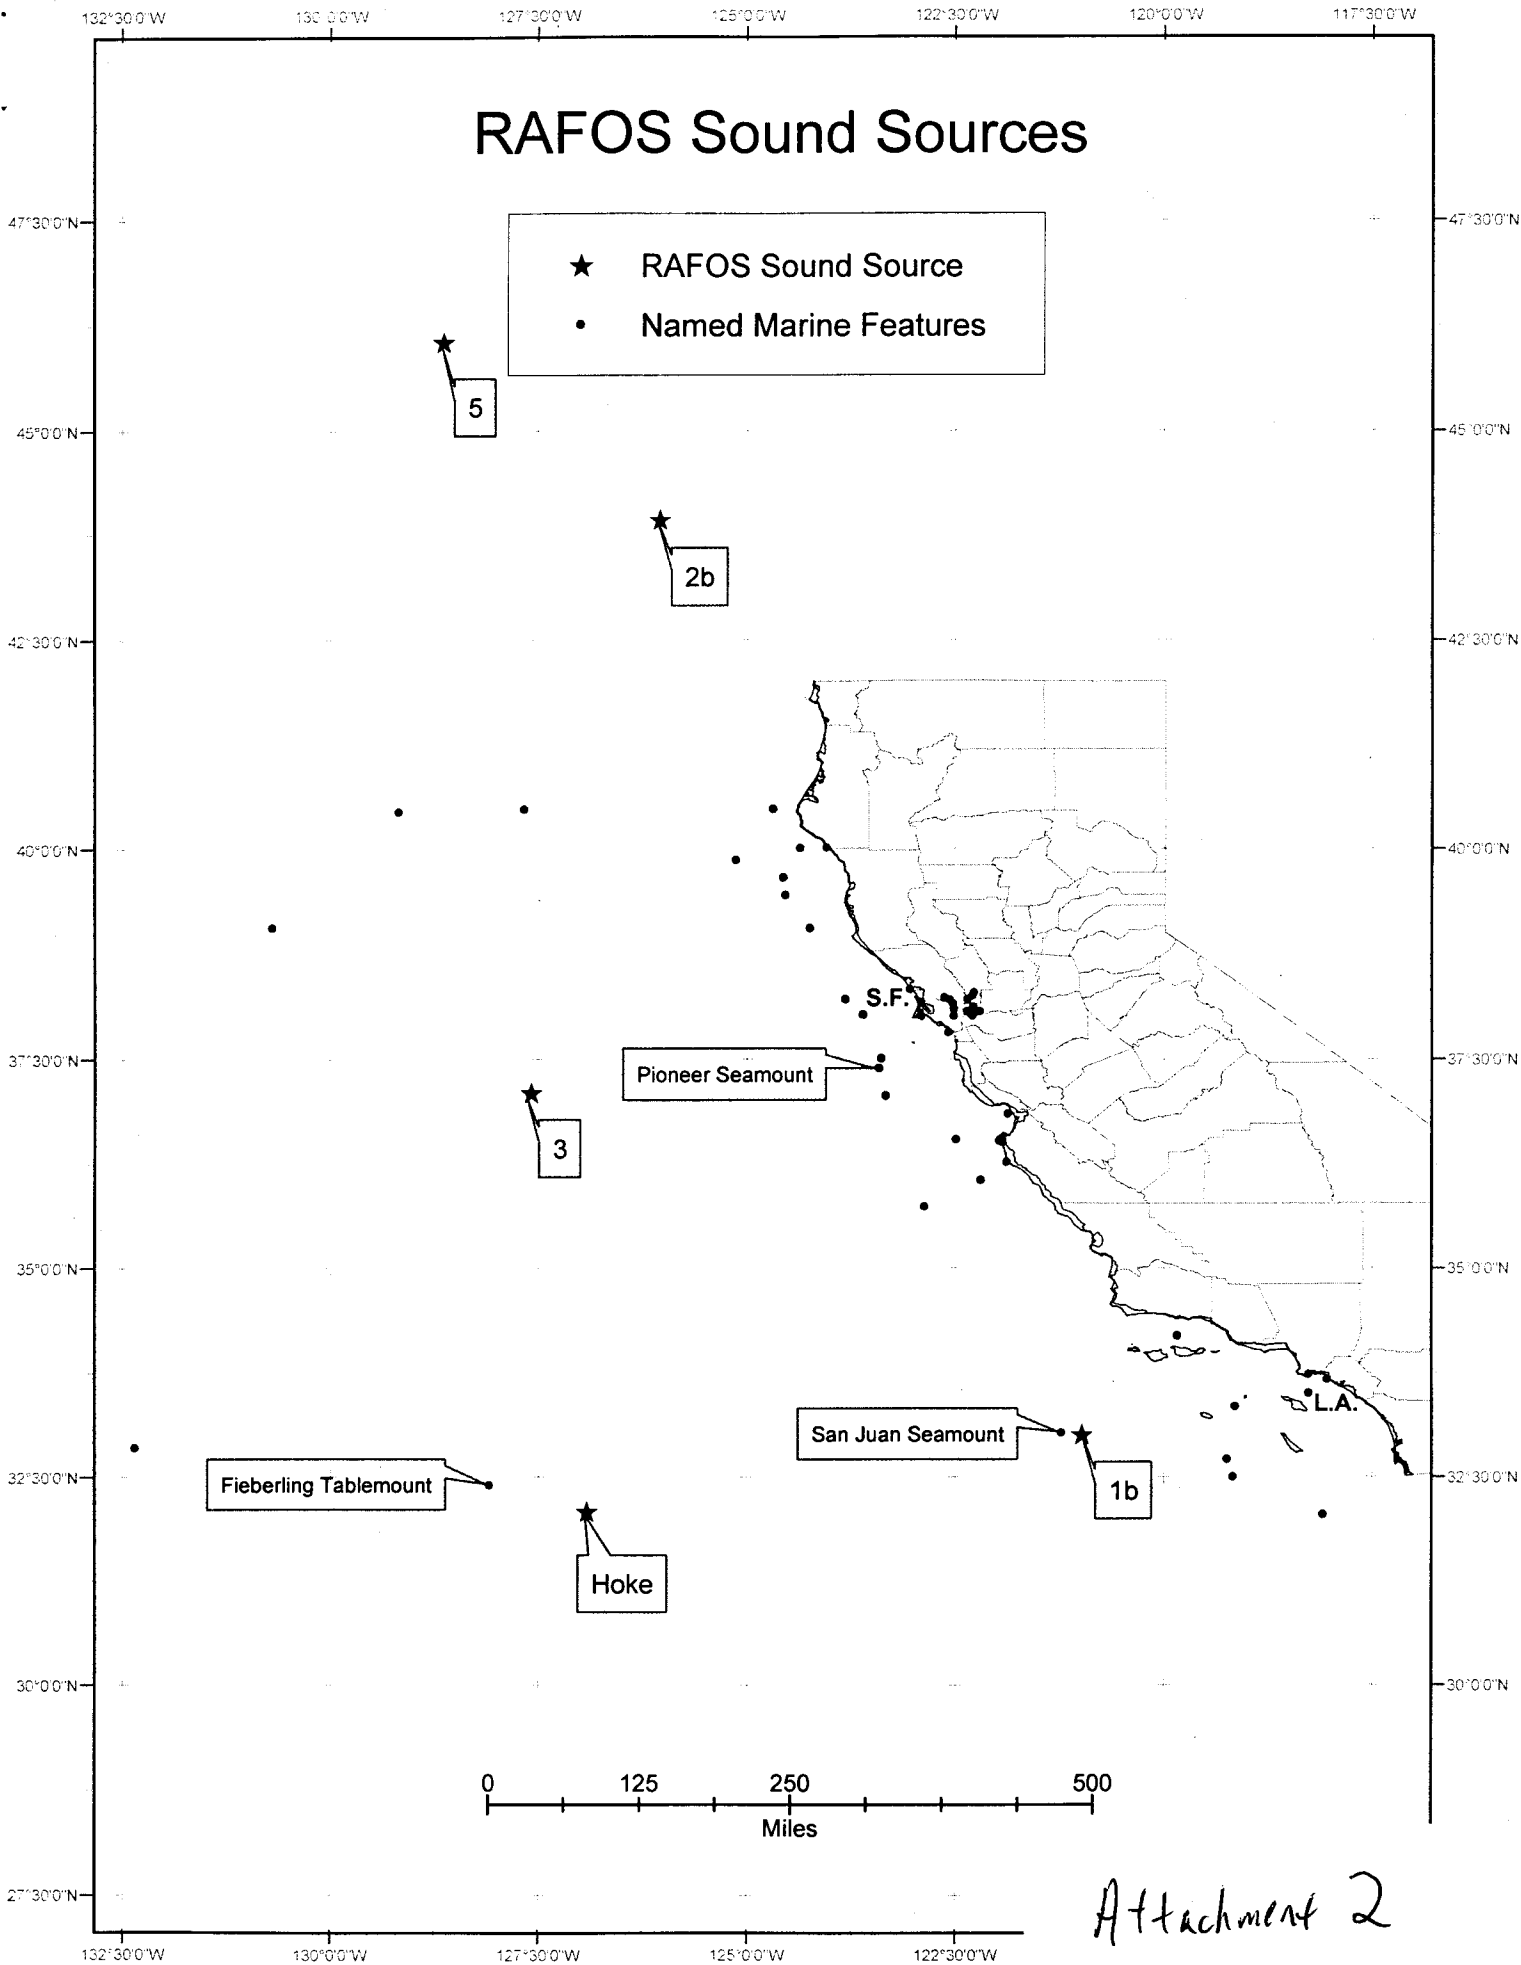 132°30'0"W 130°0'0"W 127°30'0"W 125°0'0"W 122°30'0"W 120°0'0"W 117°30'0"W
RAFOS Sound Sources
47°30'0"N 47°30'0"N
RAFOS Sound Source
Named Marine Features
5
45°0'0"N 45°0'0"N
2b
42°30'0"N 42°30'0"N
40°0'0"N 40°0'0"N
S.F.
37°30'0"N 37°30'0"N
Pioneer Seamount
3
35°0'0"N 35°0'0"N
L.A.
San Juan Seamount
32°30'0"N 32°30'0"N
Fieberling Tablemount
1b
Hoke
30°0'0"N 30°0'0"N
0 125 250 500
Miles
27°30'0"N
Attachment 2
132°30'0"W 130°0'0"W 127°30'0"W 125°0'0"W 122°30'0"W